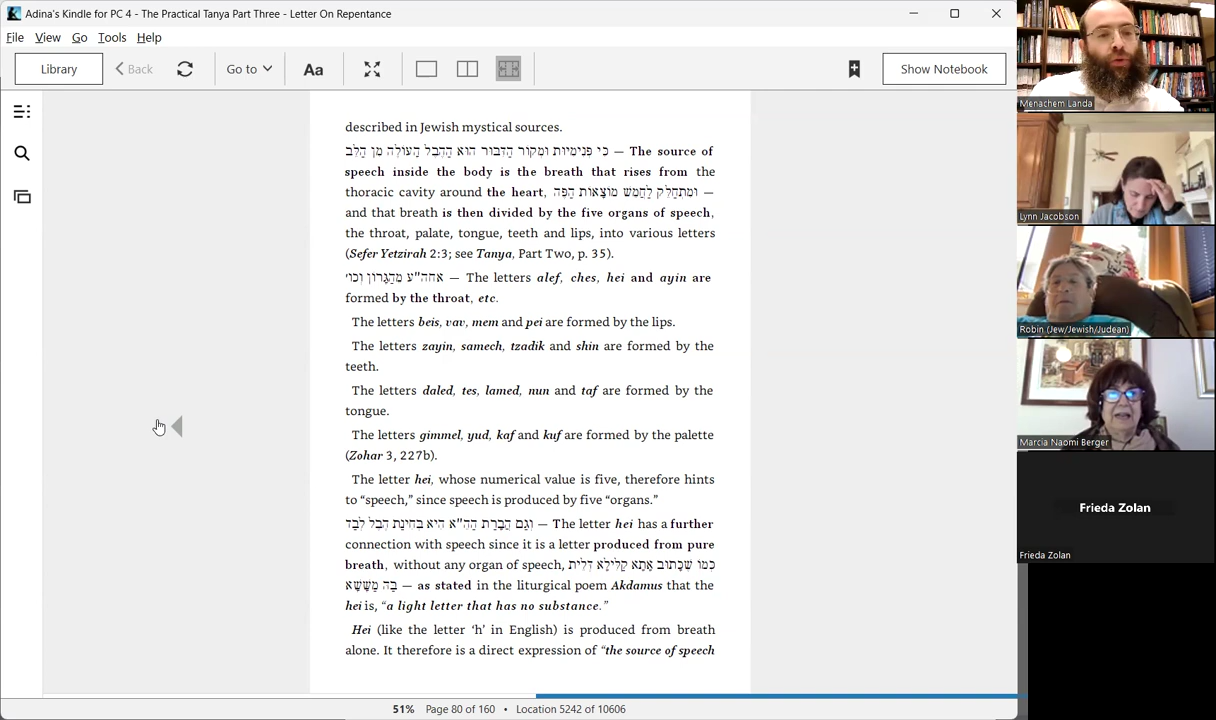 Adina's Kindle for PC 4 - The Practical Tanya Part Three - Letter On Repentance
File View Go Tools Help
Library
Back
Go to
Aa
Show Notebook
described in Jewish mystical sources.
כִּי פְּנִימִיּוּת וּמְקוֹר הַדִּבּוּר הוּא הַהֶבֶל הָעוֹלֶה מִן הַלֵּב — The source of
speech inside the body is the breath that rises from the
thoracic cavity around the heart, וּמִתְחַלֵּק לַחֲמֵשׁ מוֹצָאוֹת הַפֶּה —
and that breath is then divided by the five organs of speech,
the throat, palate, tongue, teeth and lips, into various letters
(Sefer Yetzirah 2:3; see Tanya, Part Two, p. 35).
אחה"ע מֵהַגָּרוֹן וְכוּ' — The letters alef, ches, hei and ayin are
formed by the throat, etc.
The letters beis, vav, mem and pei are formed by the lips.
The letters zayin, samech, tzadik and shin are formed by the
teeth.
The letters daled, tes, lamed, nun and taf are formed by the
tongue.
The letters gimmel, yud, kaf and kuf are formed by the palette
(Zohar 3, 227b).
The letter hei, whose numerical value is five, therefore hints
to “speech,” since speech is produced by five “organs.”
וְגַם הֲבָרַת הַהֵ"א הִיא בְּחִינַת הֶבֶל לְבַד — The letter hei has a further
connection with speech since it is a letter produced from pure
breath, without any organ of speech, כְּמוֹ שֶׁכָּתוּב אָתָא קַלִּילָא דְּלֵית
בַּהּ מַשָּׁשָׁא — as stated in the liturgical poem Akdamus that the
hei is, “a light letter that has no substance.”
Hei (like the letter ‘h’ in English) is produced from breath
alone. It therefore is a direct expression of “the source of speech
51% Page 80 of 160 • Location 5242 of 10606
Menachem Landa
Lynn Jacobson
Robin (Jew/Jewish/Judean)
Marcia Naomi Berger
Frieda Zolan
Frieda Zolan